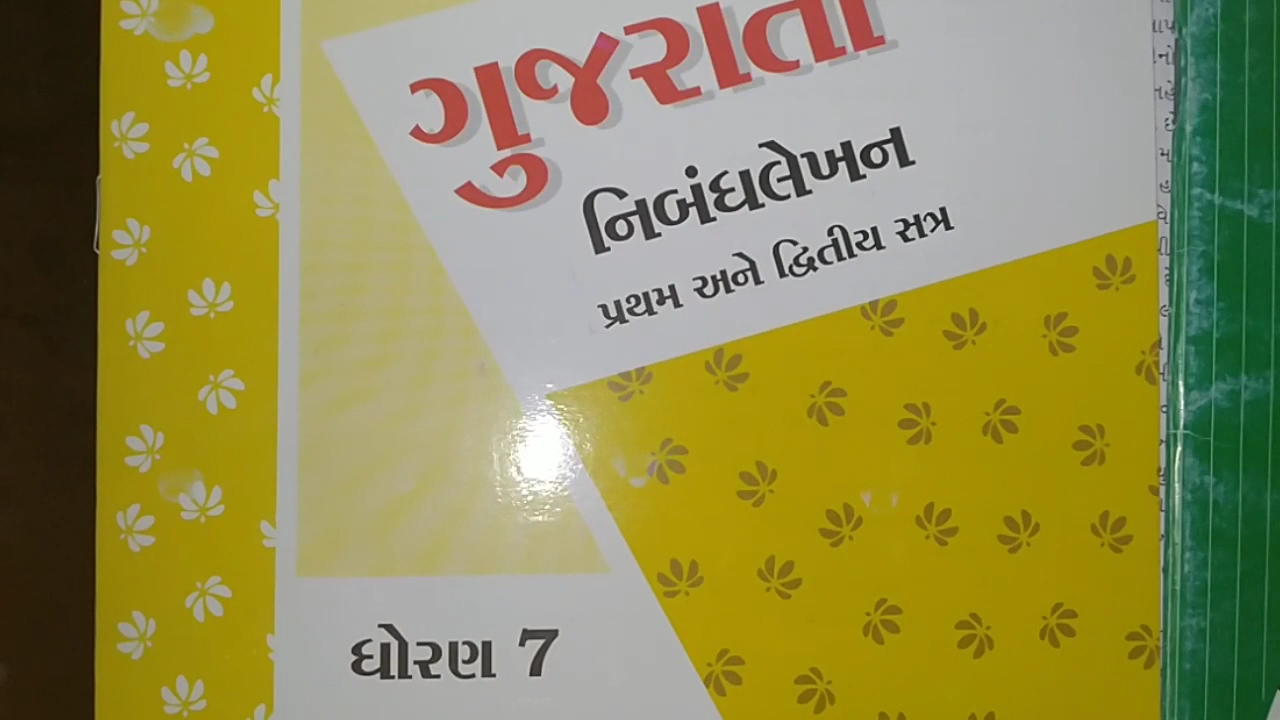 ગુજરાતી
નિબંધલેખન
પ્રથમ અને દ્વિતીય સત્ર
ધોરણ 7